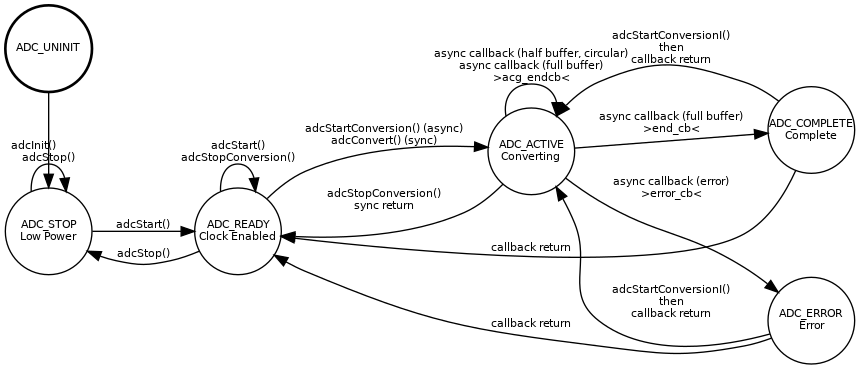 ADC_UNINIT
adcInit()
adcStop()
ADC_STOP
Low Power
adcStart()
adcStop()
adcStart()
adcStopConversion()
ADC_READY
Clock Enabled
adcStartConversion() (async)
adcConvert() (sync)
adcStopConversion()
sync return
async callback (half buffer, circular)
async callback (full buffer)
>acg_endcb<
ADC_ACTIVE
Converting
adcStartConversionI()
then
callback return
async callback (full buffer)
>end_cb<
ADC_COMPLETE
Complete
async callback (error)
>error_cb<
callback return
adcStartConversionI()
then
callback return
callback return
ADC_ERROR
Error